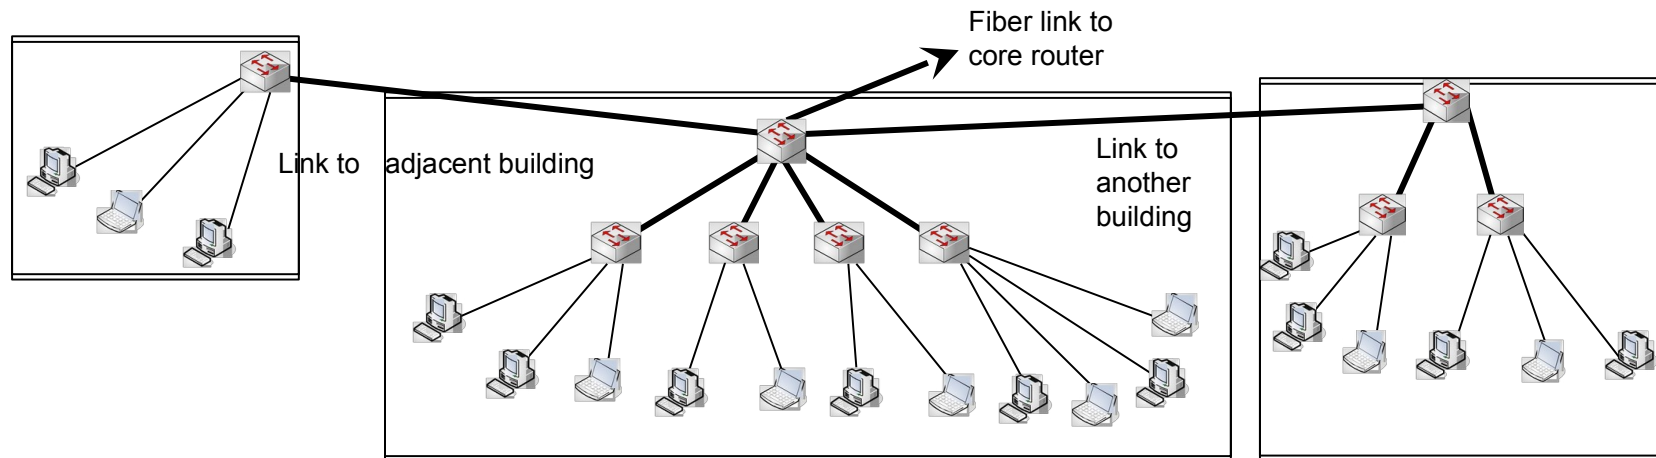 Fiber link to
core router
Link to adjacent building
Link to
another
building